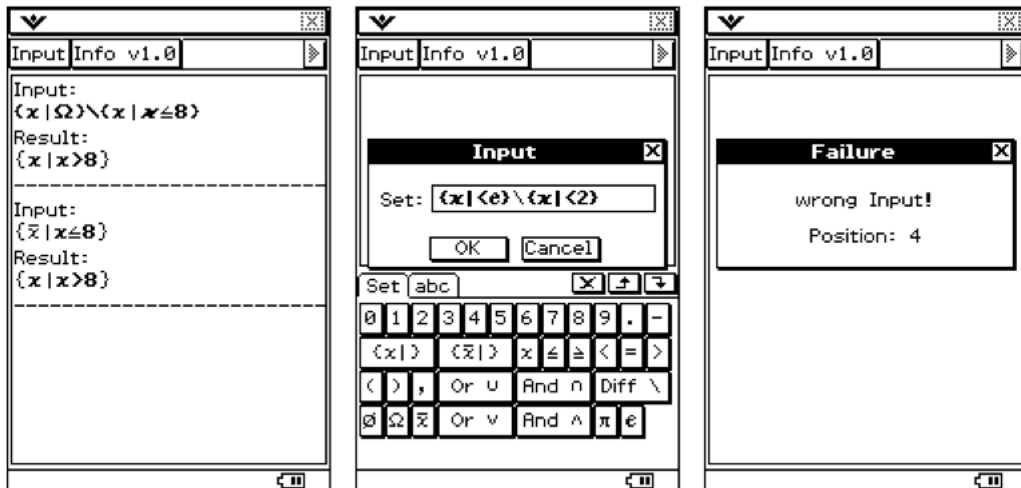 Input Info v1.0
Input:
{x|Ω}\{x|x≤8}
Result:
{x|x>8}
Input:
{x̄|x≤8}
Result:
{x|x>8}
Input Info v1.0
Input
Set: {x|<e}\{x|<2}
OK Cancel
Set abc
0 1 2 3 4 5 6 7 8 9 . -
{x|} {x̄|} x ≤ ≥ < = >
( ) , Or ∪ And ∩ Diff \
Ø Ω x̄ Or ∨ And ∧ π e
Input Info v1.0
Failure
wrong Input!
Position: 4